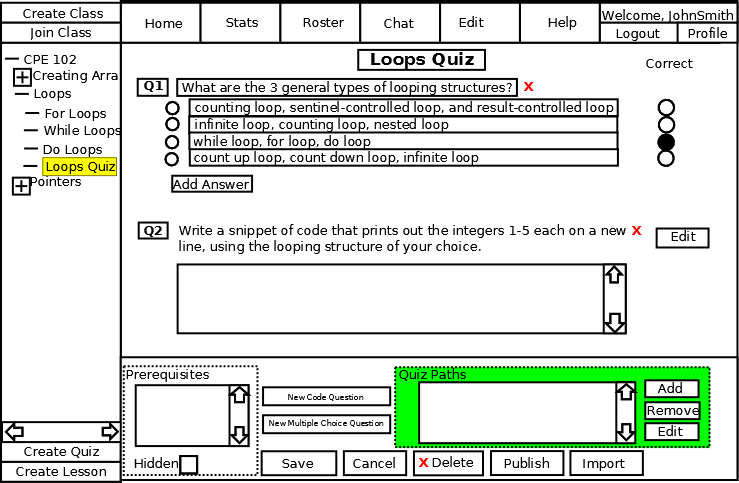 Create Class
Join Class
Home
Stats
Roster
Chat
Edit
Help
Welcome, JohnSmith
Logout
Profile
CPE 102
Creating Arra
Loops
For Loops
While Loops
Do Loops
Loops Quiz
Pointers
Create Quiz
Create Lesson
Loops Quiz
Correct
Q1
What are the 3 general types of looping structures?
X
counting loop, sentinel-controlled loop, and result-controlled loop
infinite loop, counting loop, nested loop
while loop, for loop, do loop
count up loop, count down loop, infinite loop
Add Answer
Q2
Write a snippet of code that prints out the integers 1-5 each on a new
line, using the looping structure of your choice.
X
Edit
Prerequisites
Hidden
New Code Question
New Multiple Choice Question
Quiz Paths
Add
Remove
Edit
Save
Cancel
X Delete
Publish
Import